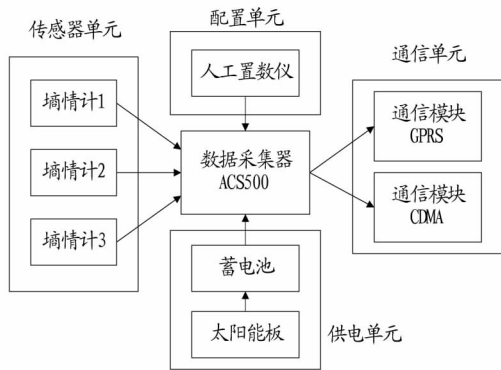 传感器单元
墒情计1
墒情计2
墒情计3
配置单元
人工置数仪
数据采集器
ACS500
蓄电池
太阳能板
供电单元
通信单元
通信模块
GPRS
通信模块
CDMA